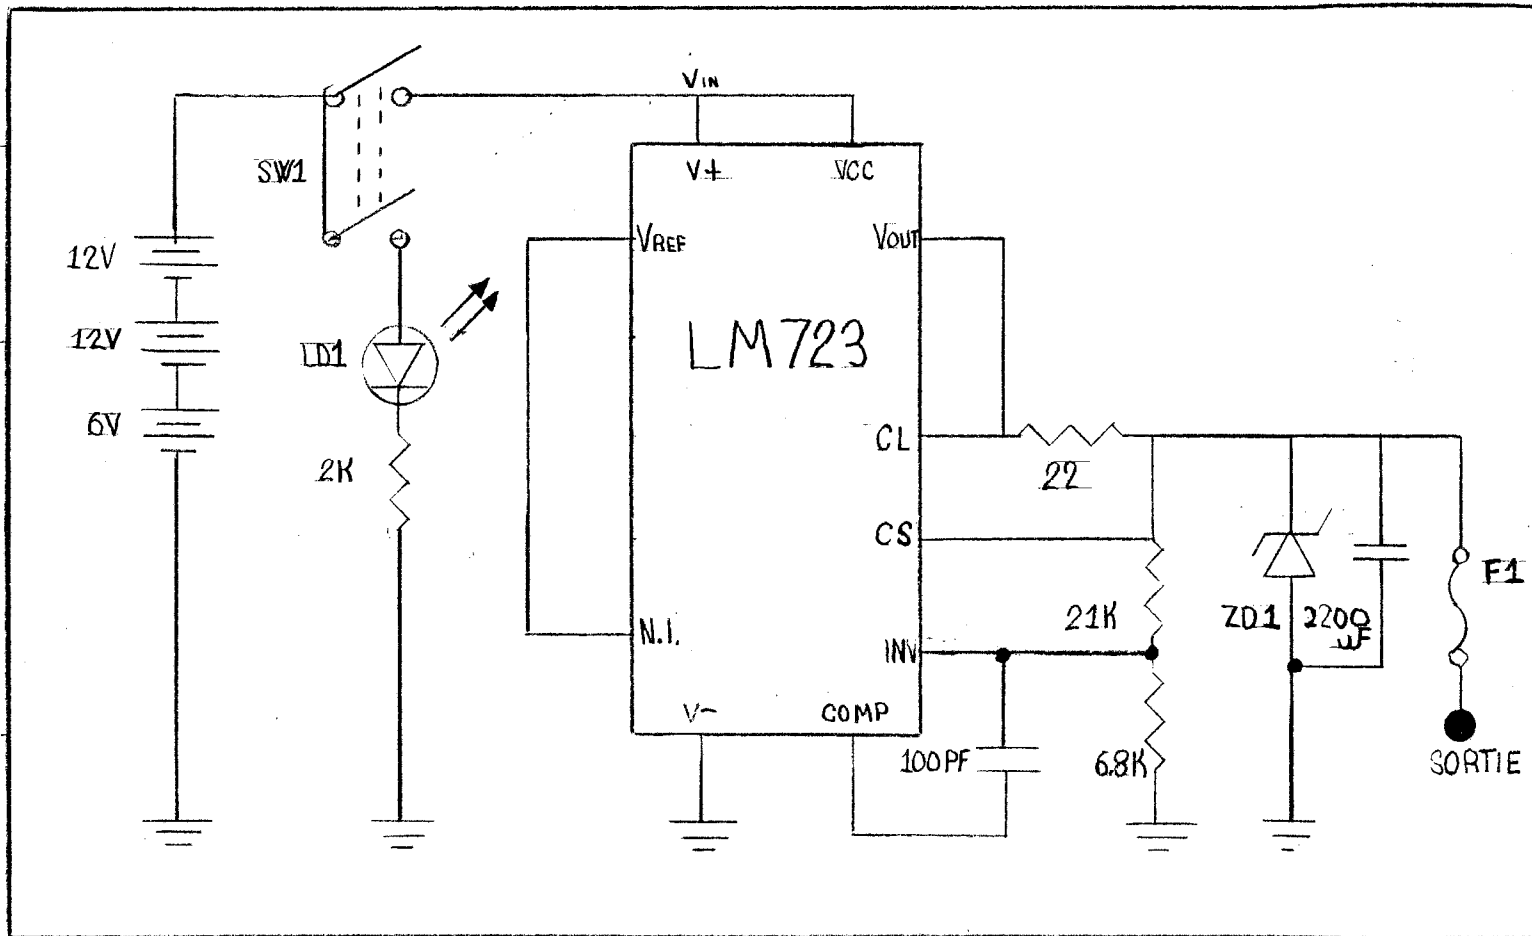 VIN
SW1
V+
VCC
VREF
VOUT
12V
12V
6V
LD1
LM723
2K
CL
22
CS
F1
21K
ZD1
2200
uF
N.I.
INV
V-
COMP
100PF
6.8K
SORTIE